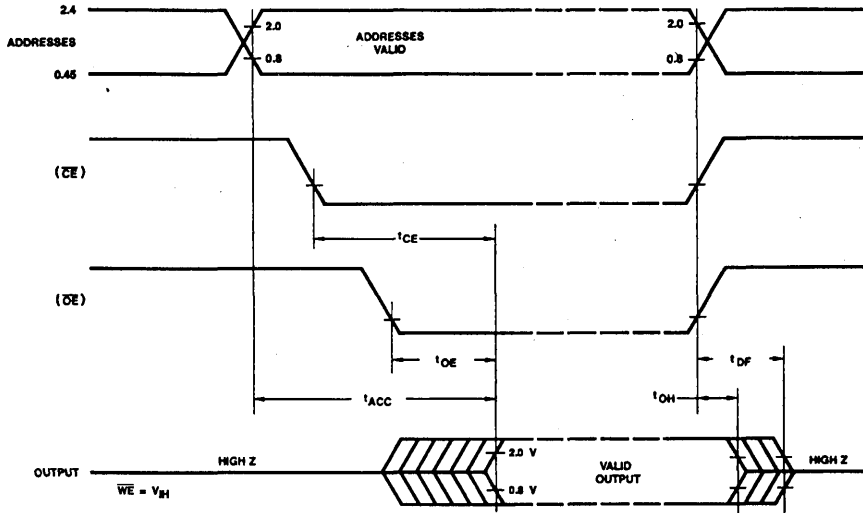 2.4
ADDRESSES
0.45
2.0
0.8
ADDRESSES
VALID
2.0
0.8
(CE)
tCE
(OE)
tOE
tDF
tACC
tOH
HIGH Z
OUTPUT
WE = VIH
2.0 V
0.8 V
VALID
OUTPUT
HIGH Z